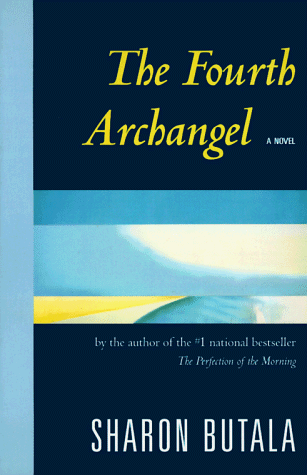 The Fourth
Archangel
A NOVEL
by the author of the #1 national bestseller
The Perfection of the Morning
SHARON BUTALA